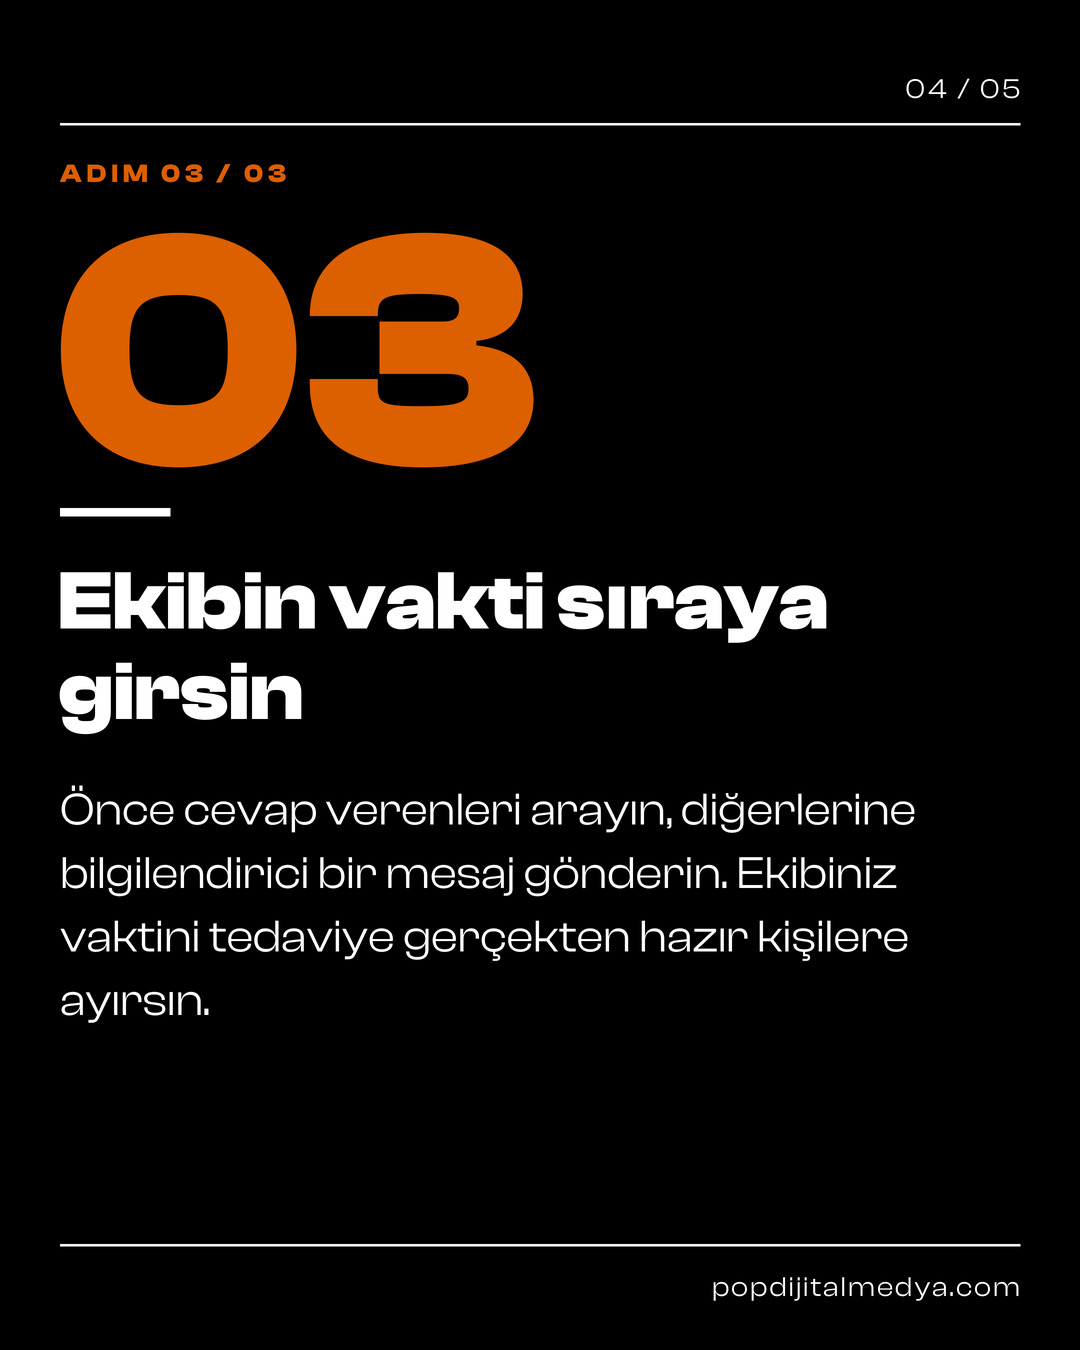 04 / 05
ADIM 03 / 03
03
Ekibin vakti sıraya
girsin
Önce cevap verenleri arayın, diğerlerine
bilgilendirici bir mesaj gönderin. Ekibiniz
vaktini tedaviye gerçekten hazır kişilere
ayırsın.
popdijitalmedya.com